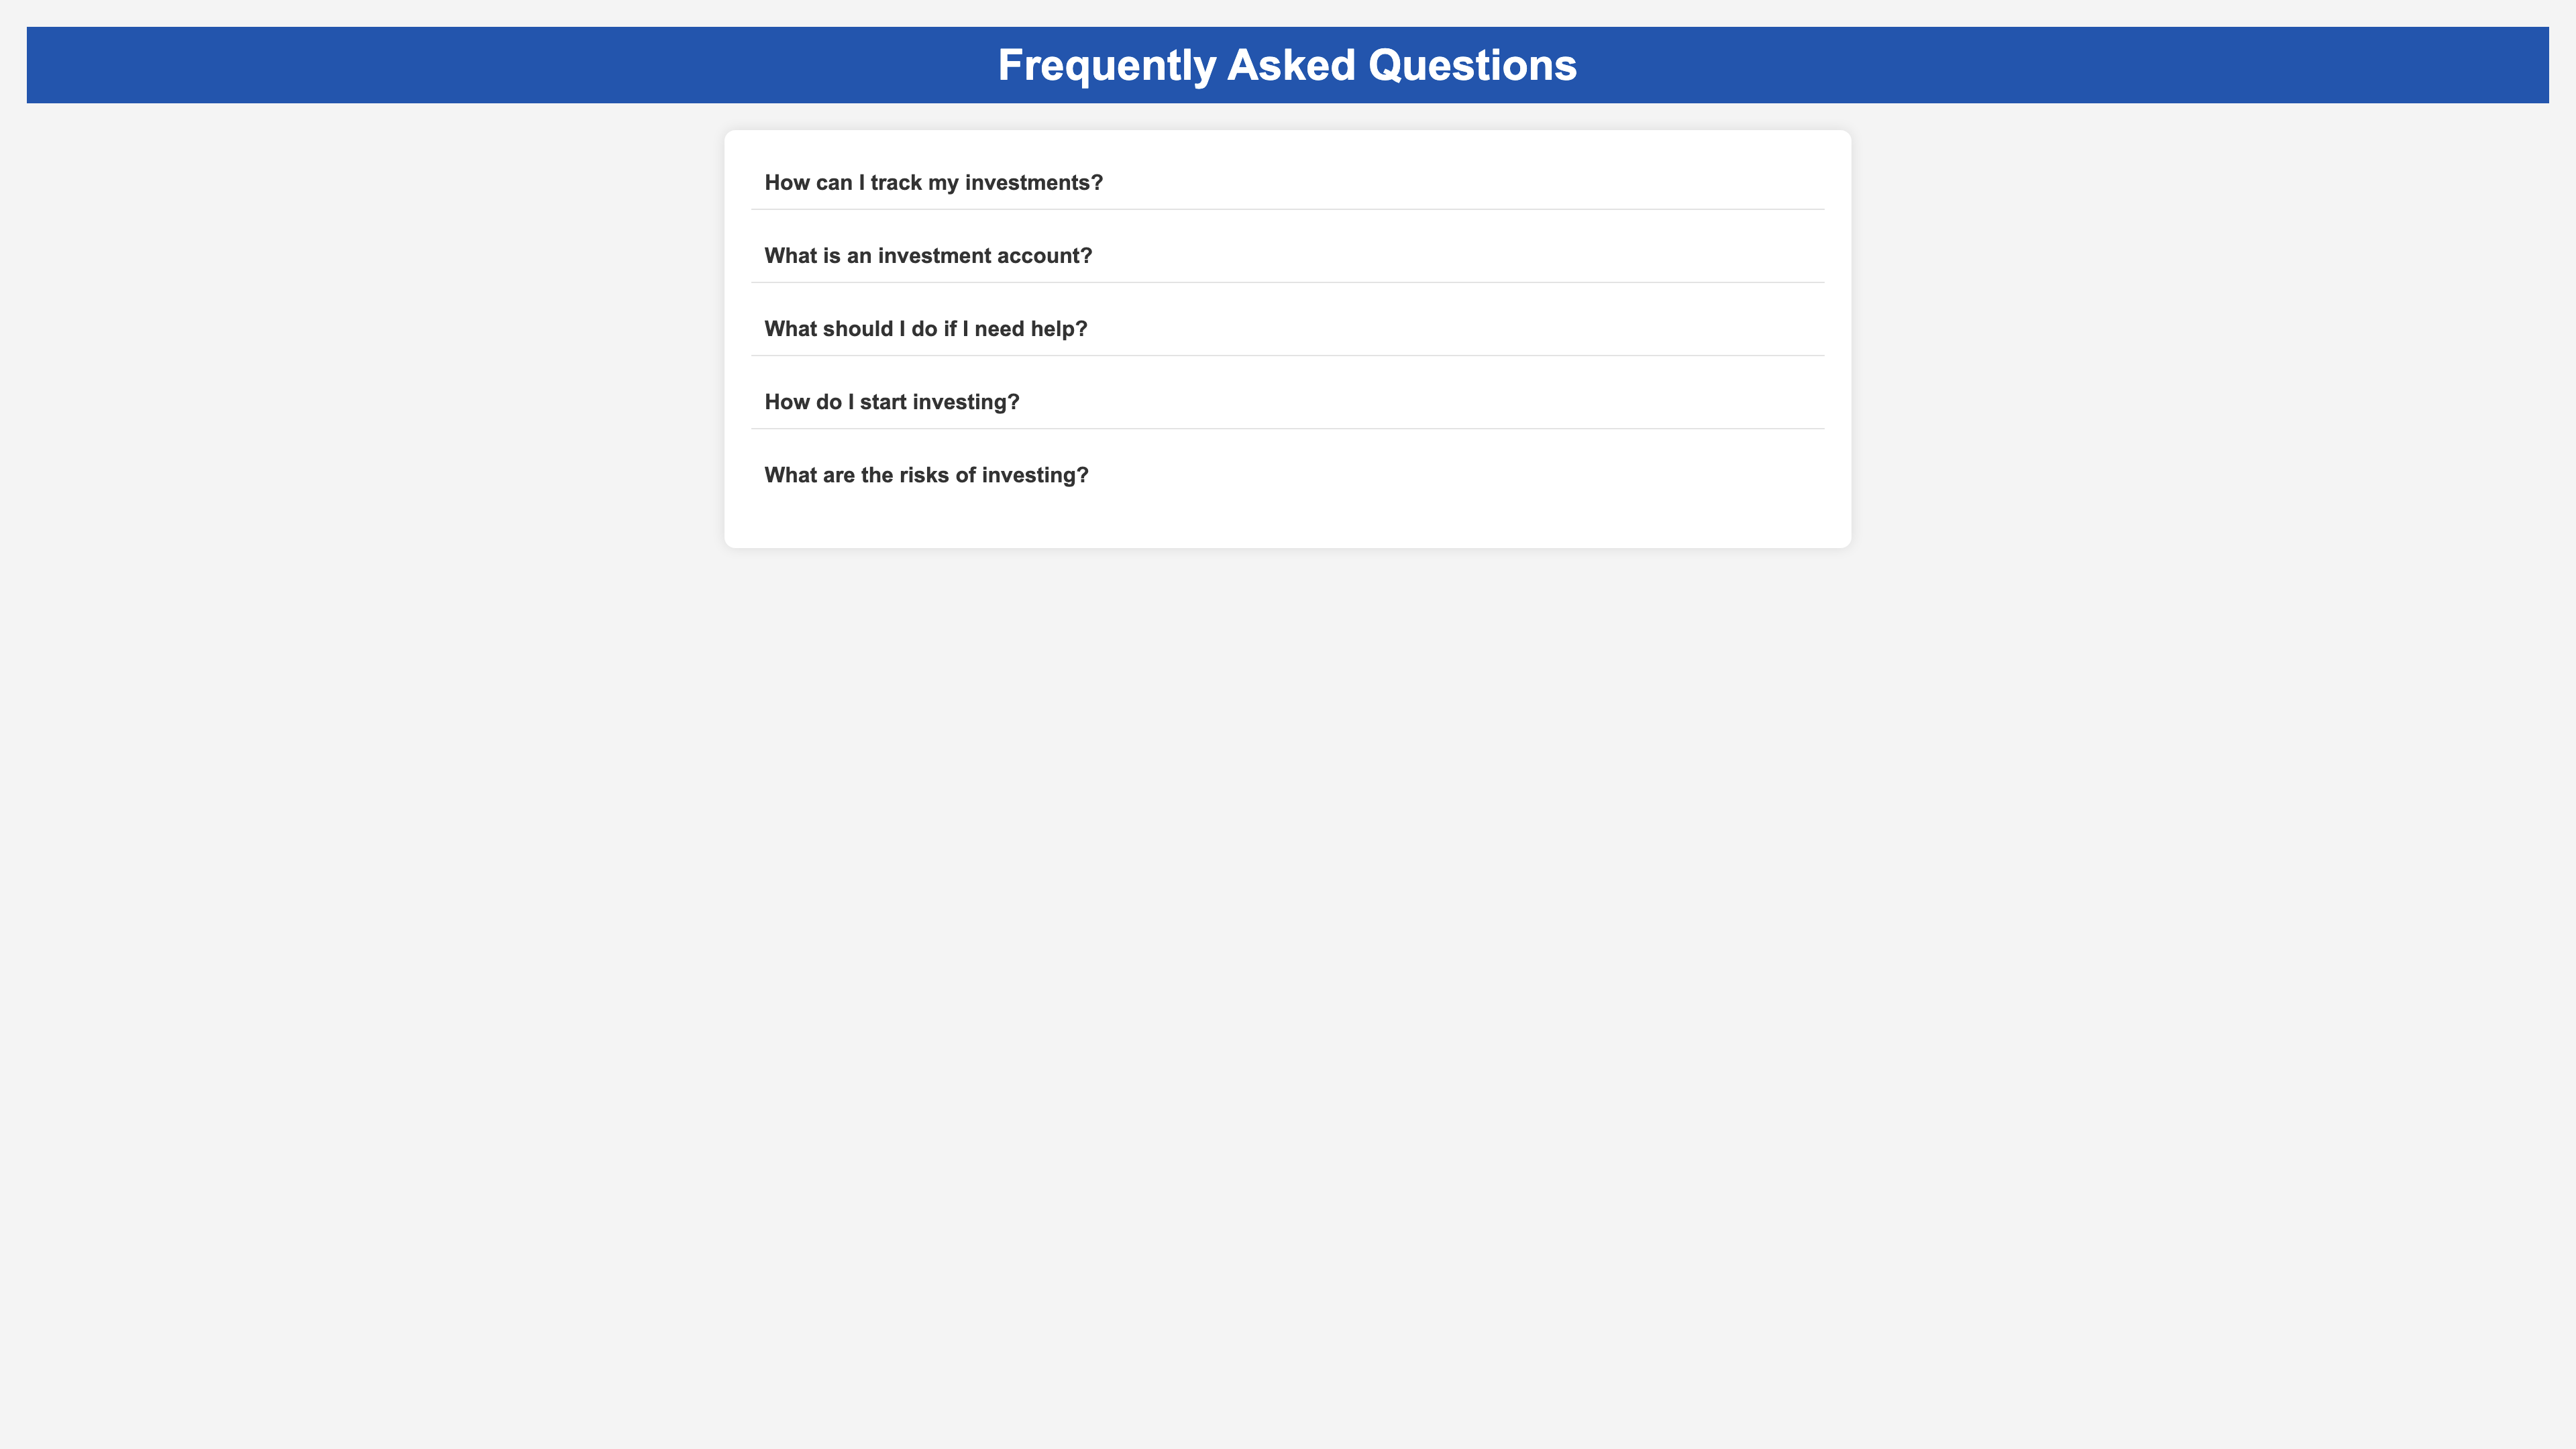 Frequently Asked Questions
How can I track my investments?
What is an investment account?
What should I do if I need help?
How do I start investing?
What are the risks of investing?